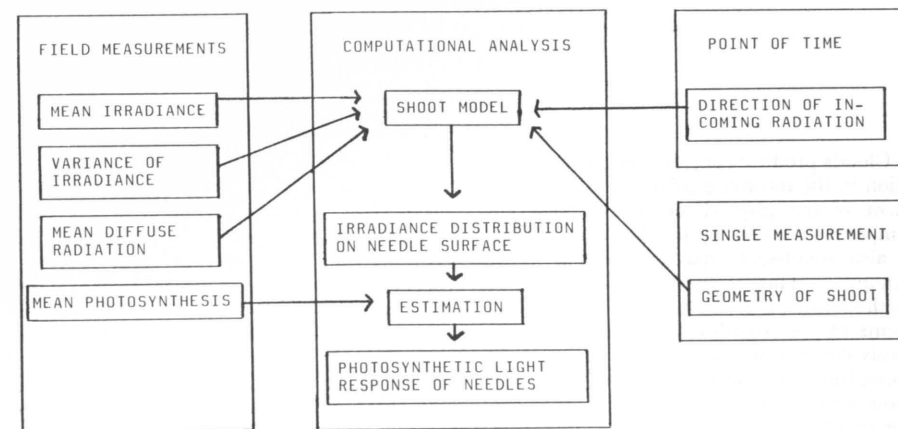 FIELD MEASUREMENTS
MEAN IRRADIANCE
VARIANCE OF
IRRADIANCE
MEAN DIFFUSE
RADIATION
MEAN PHOTOSYNTHESIS
COMPUTATIONAL ANALYSIS
SHOOT MODEL
IRRADIANCE DISTRIBUTION
ON NEEDLE SURFACE
ESTIMATION
PHOTOSYNTHETIC LIGHT
RESPONSE OF NEEDLES
POINT OF TIME
DIRECTION OF IN-
COMING RADIATION
SINGLE MEASUREMENT
GEOMETRY OF SHOOT